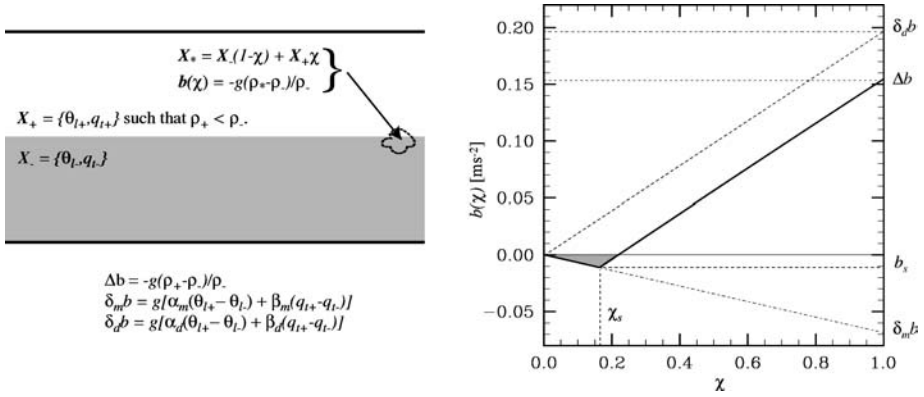 X* = X-(1-χ) + X+χ
b(χ) = -g(ρ*-ρ-)/ρ-
X+ = {θl+,qt+} such that ρ+ < ρ-.
X- = {θl-,qt-}
Δb = -g(ρ+-ρ-)/ρ-
δmb = g[αm(θl+− θl-) + βm(qt+-qt-)]
δdb = g[αd(θl+− θl-) + βd(qt+-qt-)]
b(χ) [ms-2]
0.20
0.15
0.10
0.05
0.00
−0.05
δdb
Δb
bs
δmb
χs
0.0 0.2 0.4 0.6 0.8 1.0
χ